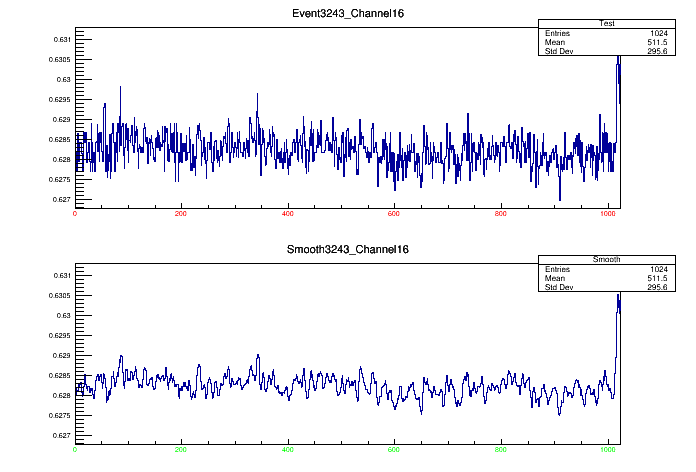 Event3243_Channel16
Test
Entries 1024
Mean 511.5
Std Dev 295.6
0.631
0.6305
0.63
0.6295
0.629
0.6285
0.628
0.6275
0.627
0 200 400 600 800 1000
Smooth3243_Channel16
Smooth
Entries 1024
Mean 511.5
Std Dev 295.6
0.631
0.6305
0.63
0.6295
0.629
0.6285
0.628
0.6275
0.627
0 200 400 600 800 1000